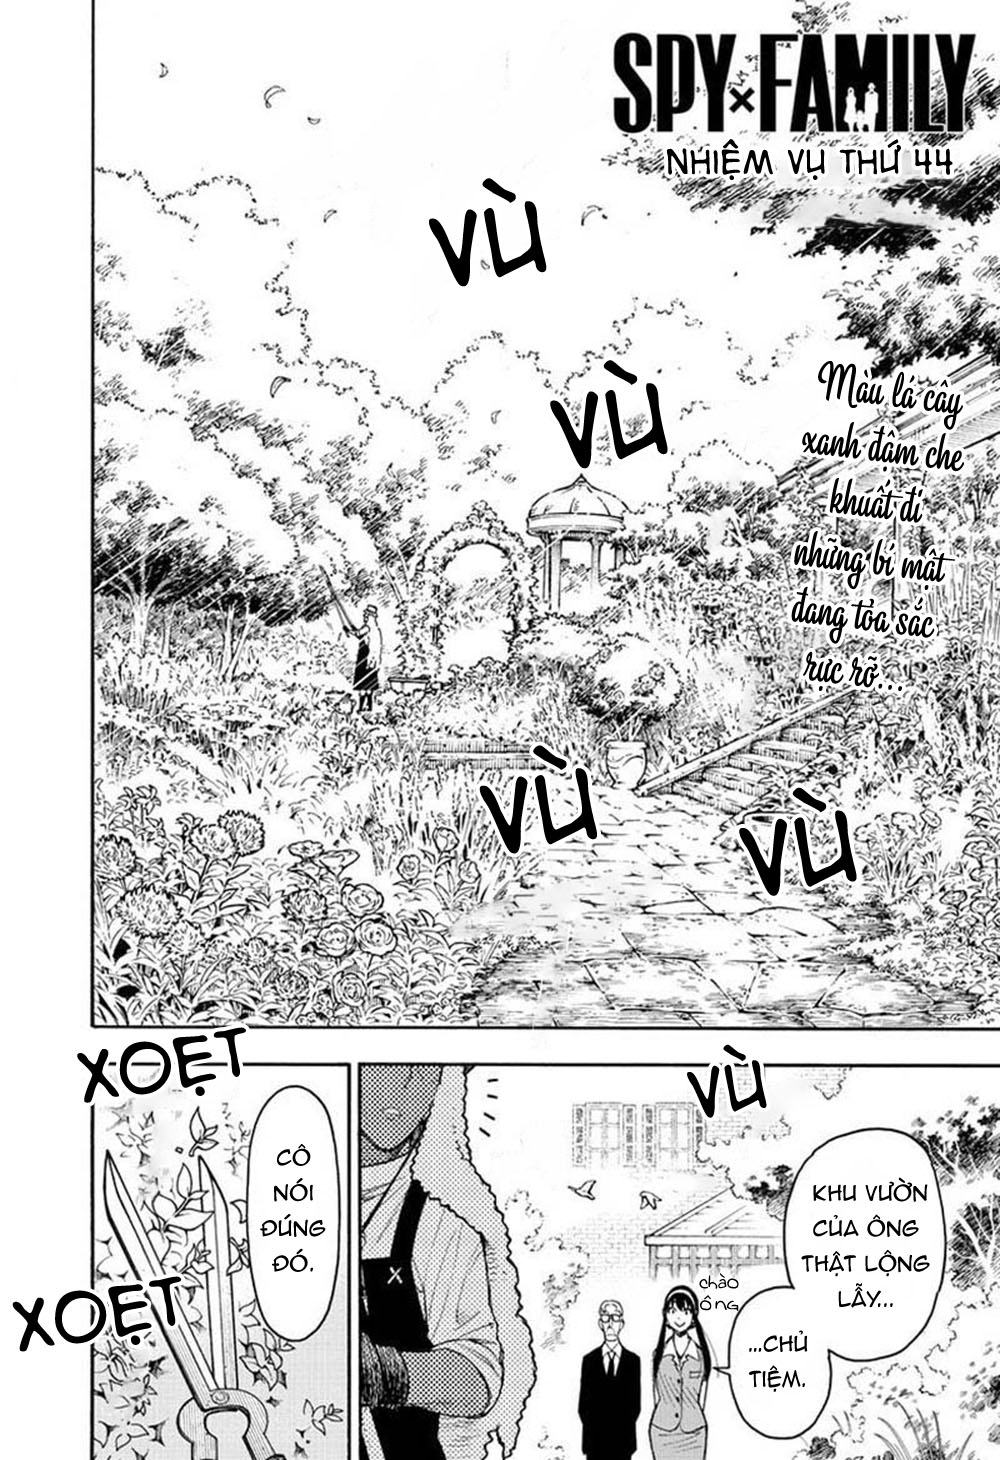 SPY×FAMILY
NHIỆM VỤ THỨ 44
VÙ
VÙ
Màu lá cây
xanh đậm che
khuất đi
những bí mật
đang tỏa sắc
rực rỡ...
VÙ
VÙ
VÙ
KHU VƯỜN
CỦA ÔNG
THẬT LỘNG
LẪY...
...CHỦ
TIỆM.
chào
ông
CÔ
NÓI
ĐÚNG
ĐÓ.
XOẸT
XOẸT